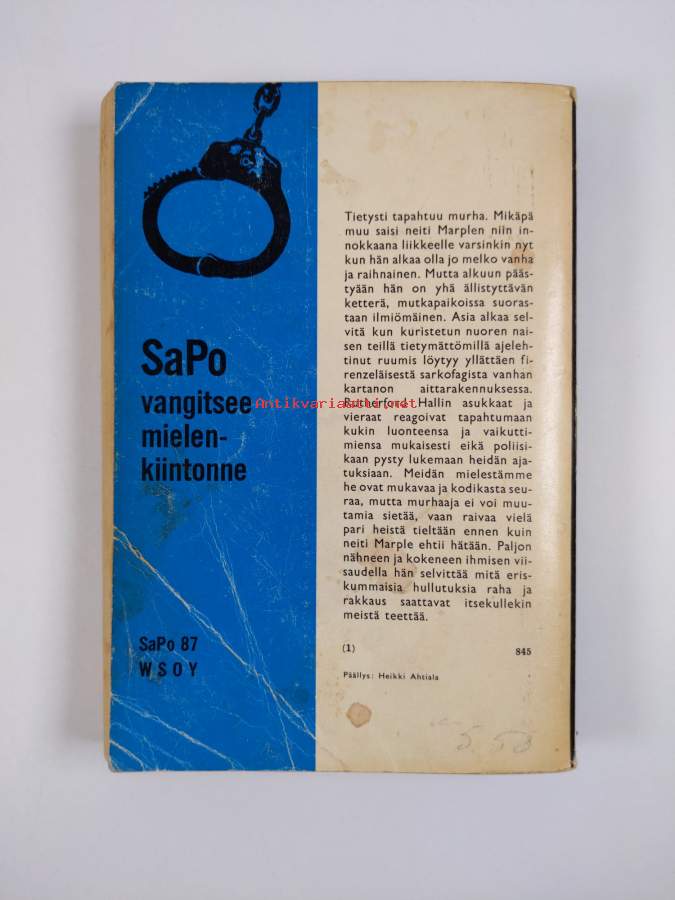 SaPo
vangitsee
mielen-
kiintonne
SaPo 87
W S O Y
Tietysti tapahtuu murha. Mikäpä
muu saisi neiti Marplen niin in-
nokkaana liikkeelle varsinkin nyt
kun hän alkaa olla jo melko vanha
ja raihnainen. Mutta alkuun pääs-
tyään hän on yhä ällistyttävän
ketterä, mutkapaikoissa suoras-
taan ilmiömäinen. Asia alkaa sel-
vitä kun kuristetun nuoren nai-
sen teillä tietymättömillä ajeleh-
tinut ruumis löytyy yllättäen fi-
renzeläisestä sarkofagista vanhan
kartanon aittarakennuksessa.
Rutherford Hallin asukkaat ja
vieraat reagoivat tapahtumaan
kukin luonteensa ja vaikutti-
miensa mukaisesti eikä poliisi-
kaan pysty lukemaan heidän aja-
tuksiaan. Meidän mielestämme
he ovat mukavaa ja kodikasta seu-
raa, mutta murhaaja ei voi muu-
tamia sietää, vaan raivaa vielä
pari heistä tieltään ennen kuin
neiti Marple ehtii hätään. Paljon
nähneen ja kokeneen ihmisen vii-
saudella hän selvittää mitä eris-
kummaisia hullutuksia raha ja
rakkaus saattavat itsekullekin
meistä teettää.
(1) 845
Päällys: Heikki Ahtiala
Antikvariaatti.net